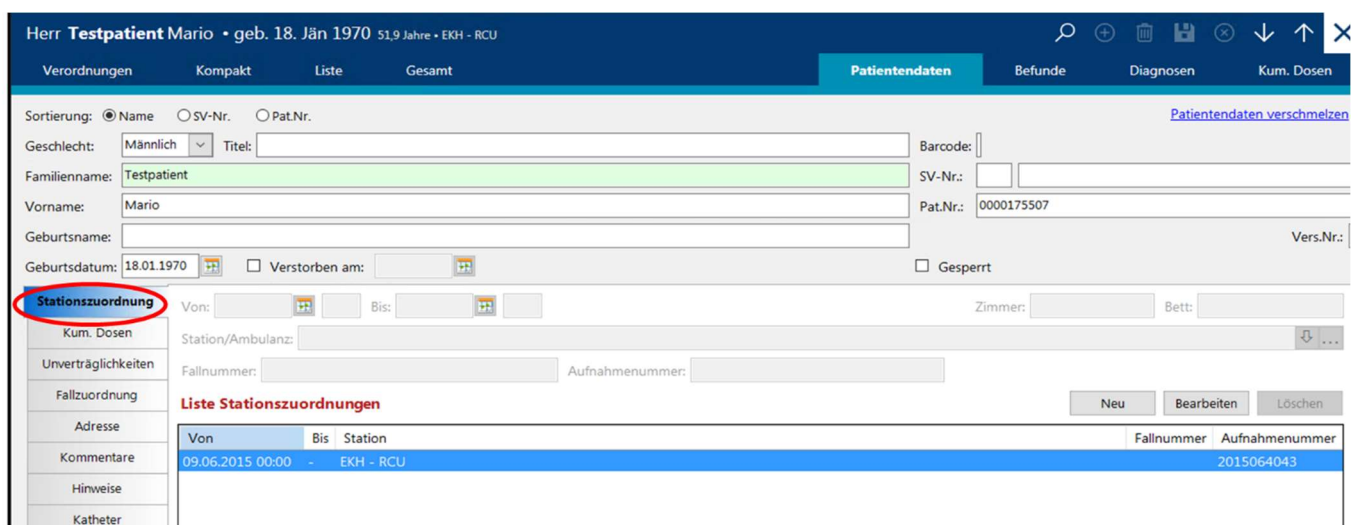 Herr Testpatient Mario • geb. 18. Jän 1970 51,9 Jahre • EKH - RCU
Verordnungen Kompakt Liste Gesamt Patientendaten Befunde Diagnosen Kum. Dosen
Sortierung: Name SV-Nr. Pat.Nr. Patientendaten verschmelzen
Geschlecht: Männlich Titel: Barcode:
Familienname: Testpatient SV-Nr.:
Vorname: Mario Pat.Nr.: 0000175507
Geburtsname: Vers.Nr.:
Geburtsdatum: 18.01.1970 Verstorben am: Gesperrt
Stationszuordnung Von: Bis: Zimmer: Bett:
Kum. Dosen Station/Ambulanz: ...
Unverträglichkeiten Fallnummer: Aufnahmenummer:
Fallzuordnung Liste Stationszuordnungen Neu Bearbeiten Löschen
Adresse Von Bis Station Fallnummer Aufnahmenummer
Kommentare 09.06.2015 00:00 - EKH - RCU 2015064043
Hinweise
Katheter